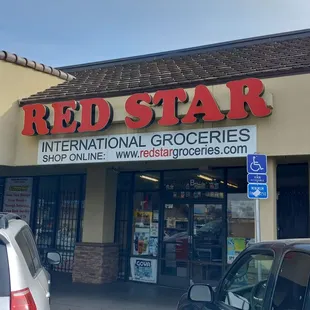 RED STAR
INTERNATIONAL GROCERIES
SHOP ONLINE: www.redstargroceries.com